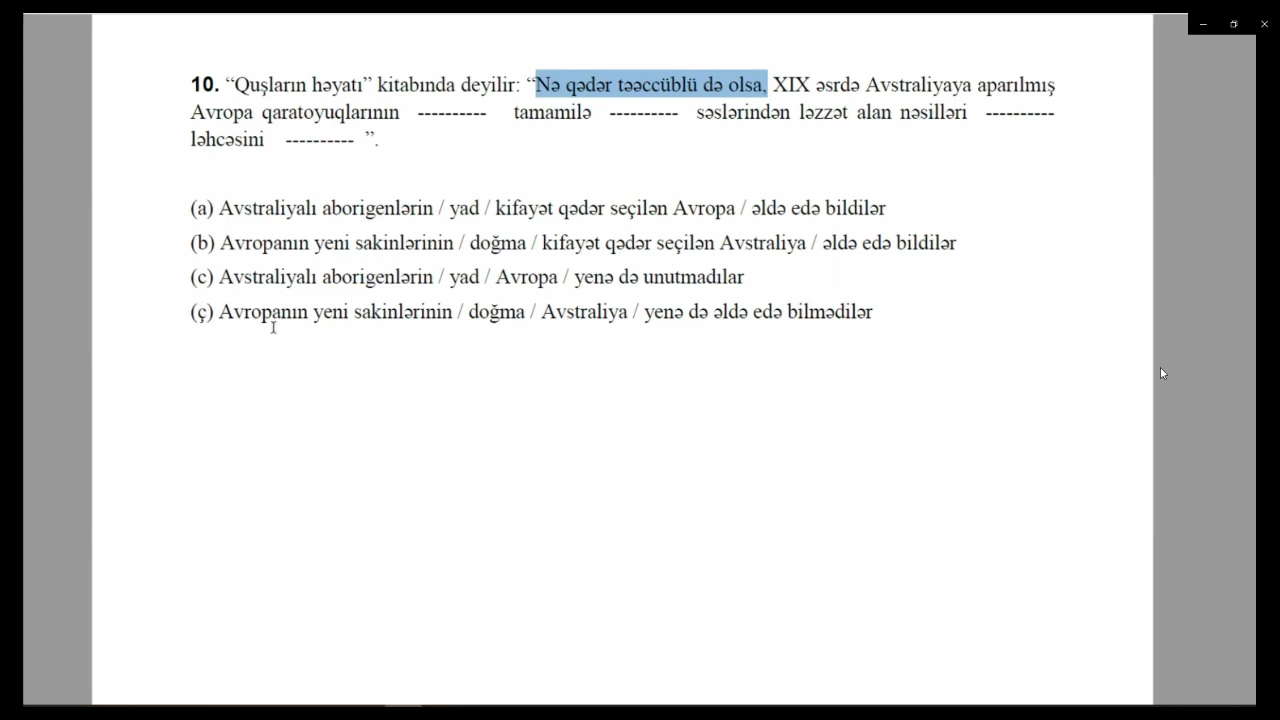 10. “Quşların həyatı” kitabında deyilir: “Nə qədər təəccüblü də olsa, XIX əsrdə Avstraliyaya aparılmış
Avropa qaratoyuqlarının ---------- tamamilə ---------- səslərindən ləzzət alan nəsilləri ----------
ləhcəsini ---------- ”.
(a) Avstraliyalı aborigenlərin / yad / kifayət qədər seçilən Avropa / əldə edə bildilər
(b) Avropanın yeni sakinlərinin / doğma / kifayət qədər seçilən Avstraliya / əldə edə bildilər
(c) Avstraliyalı aborigenlərin / yad / Avropa / yenə də unutmadılar
(ç) Avropanın yeni sakinlərinin / doğma / Avstraliya / yenə də əldə edə bilmədilər